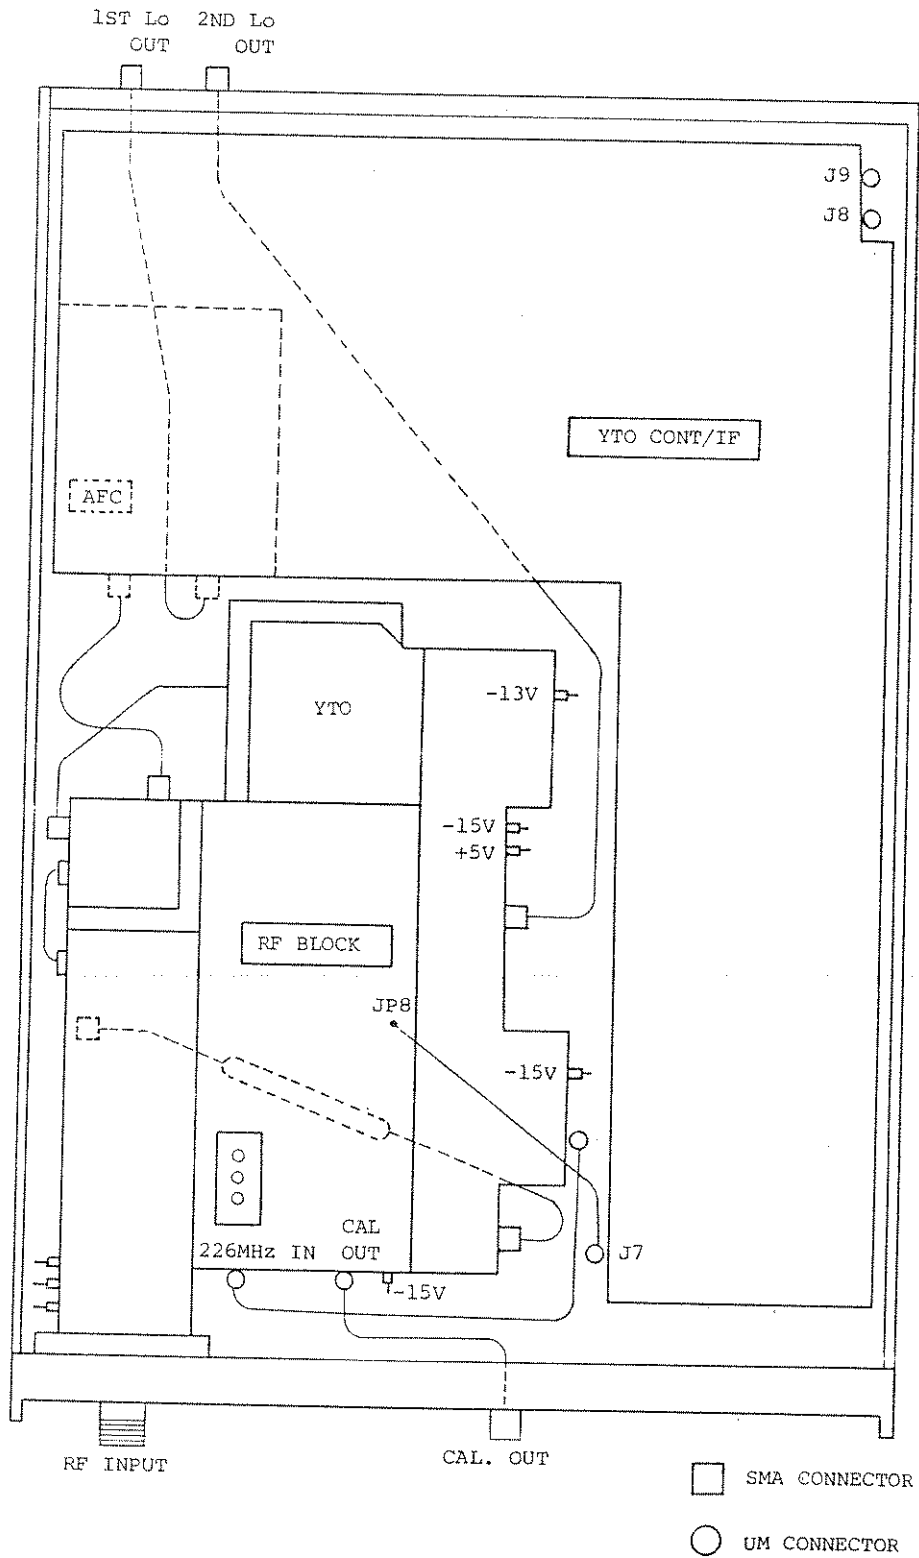 1ST Lo
OUT
2ND Lo
OUT
J9
J8
YTO CONT/IF
AFC
YTO
-13V
-15V
+5V
RF BLOCK
JP8
-15V
226MHz IN
CAL
OUT
J7
-15V
RF INPUT
CAL. OUT
SMA CONNECTOR
UM CONNECTOR